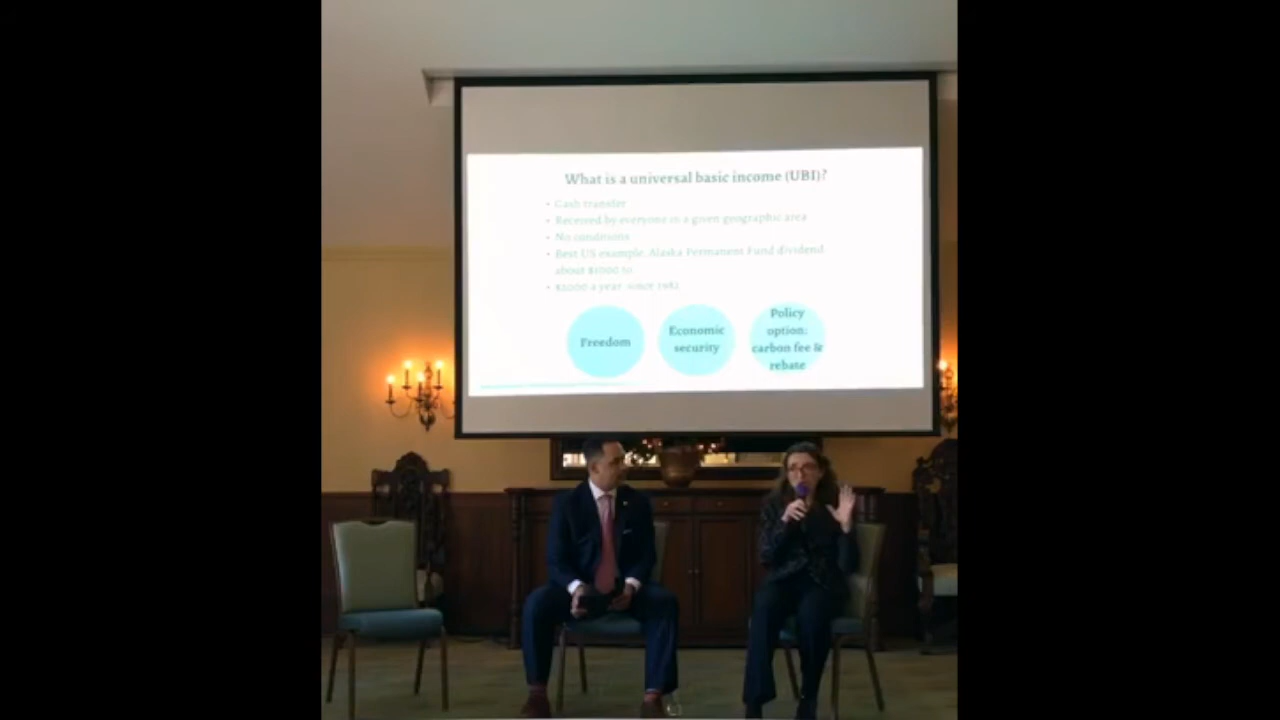 What is a universal basic income (UBI)?
• Cash transfer
• Received by everyone in a given geographic area
• No conditions
• Best US example: Alaska Permanent Fund dividend
about $1000 to
• $2000 a year since 1982
Freedom
Economic
security
Policy
option:
carbon fee &
rebate